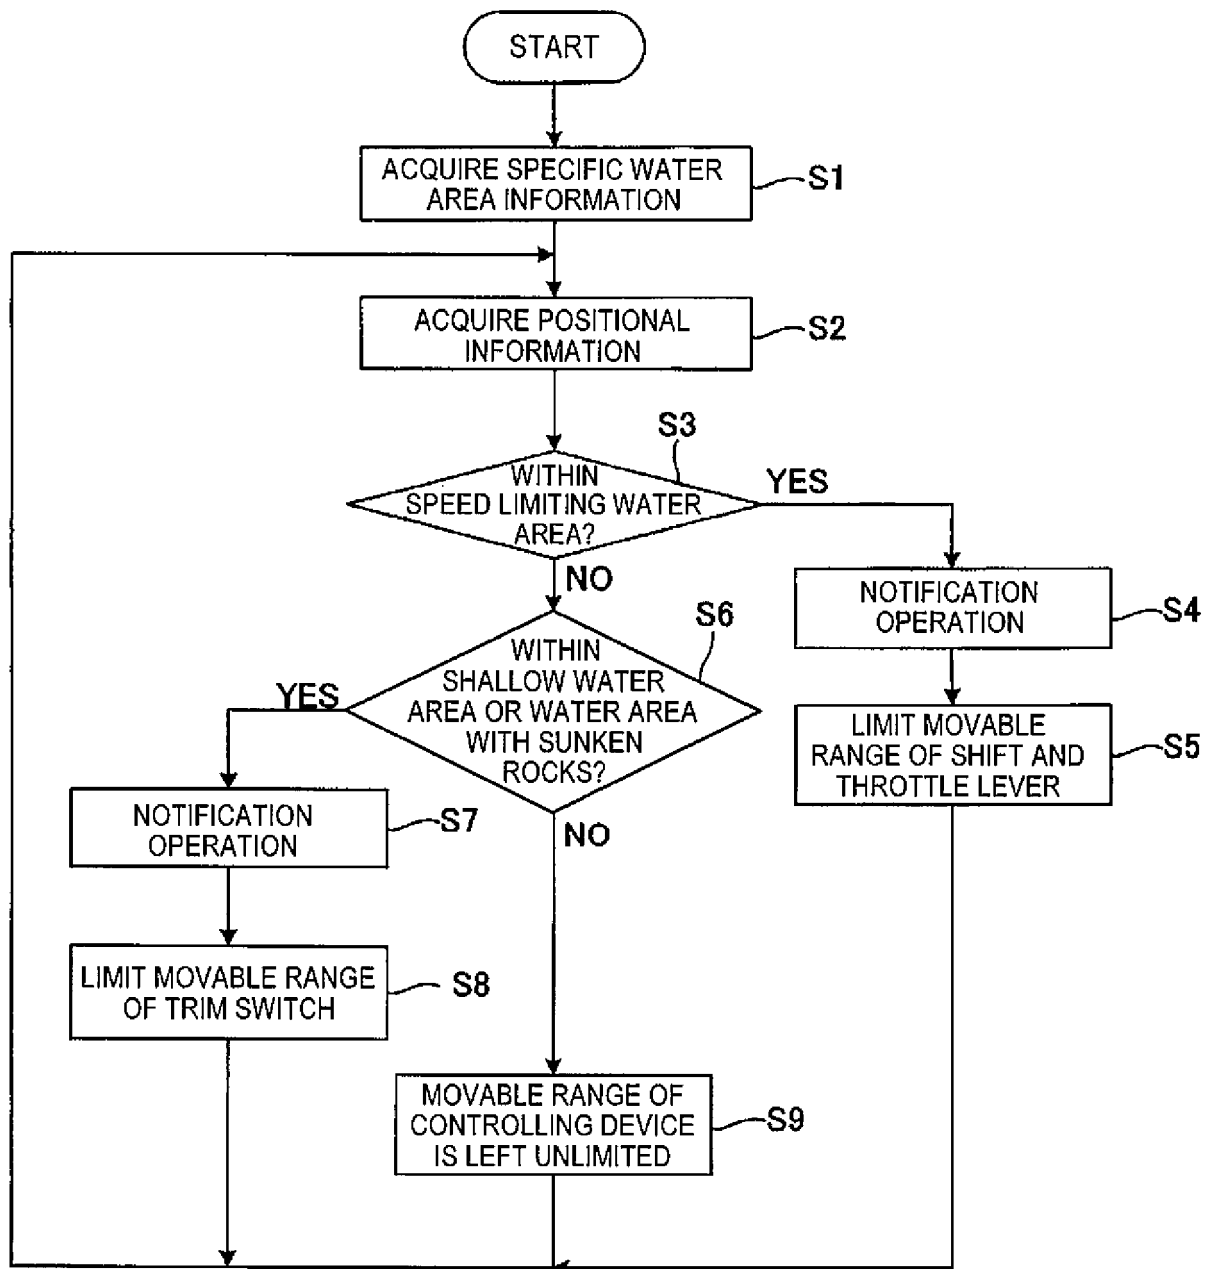 START
ACQUIRE SPECIFIC WATER
AREA INFORMATION
S1
ACQUIRE POSITIONAL
INFORMATION
S2
S3
WITHIN
SPEED LIMITING WATER
AREA?
YES
NO
NOTIFICATION
OPERATION
S4
S6
WITHIN
SHALLOW WATER
AREA OR WATER AREA
WITH SUNKEN
ROCKS?
YES
NO
LIMIT MOVABLE
RANGE OF SHIFT AND
THROTTLE LEVER
S5
NOTIFICATION
OPERATION
S7
LIMIT MOVABLE RANGE
OF TRIM SWITCH
S8
MOVABLE RANGE OF
CONTROLLING DEVICE
IS LEFT UNLIMITED
S9